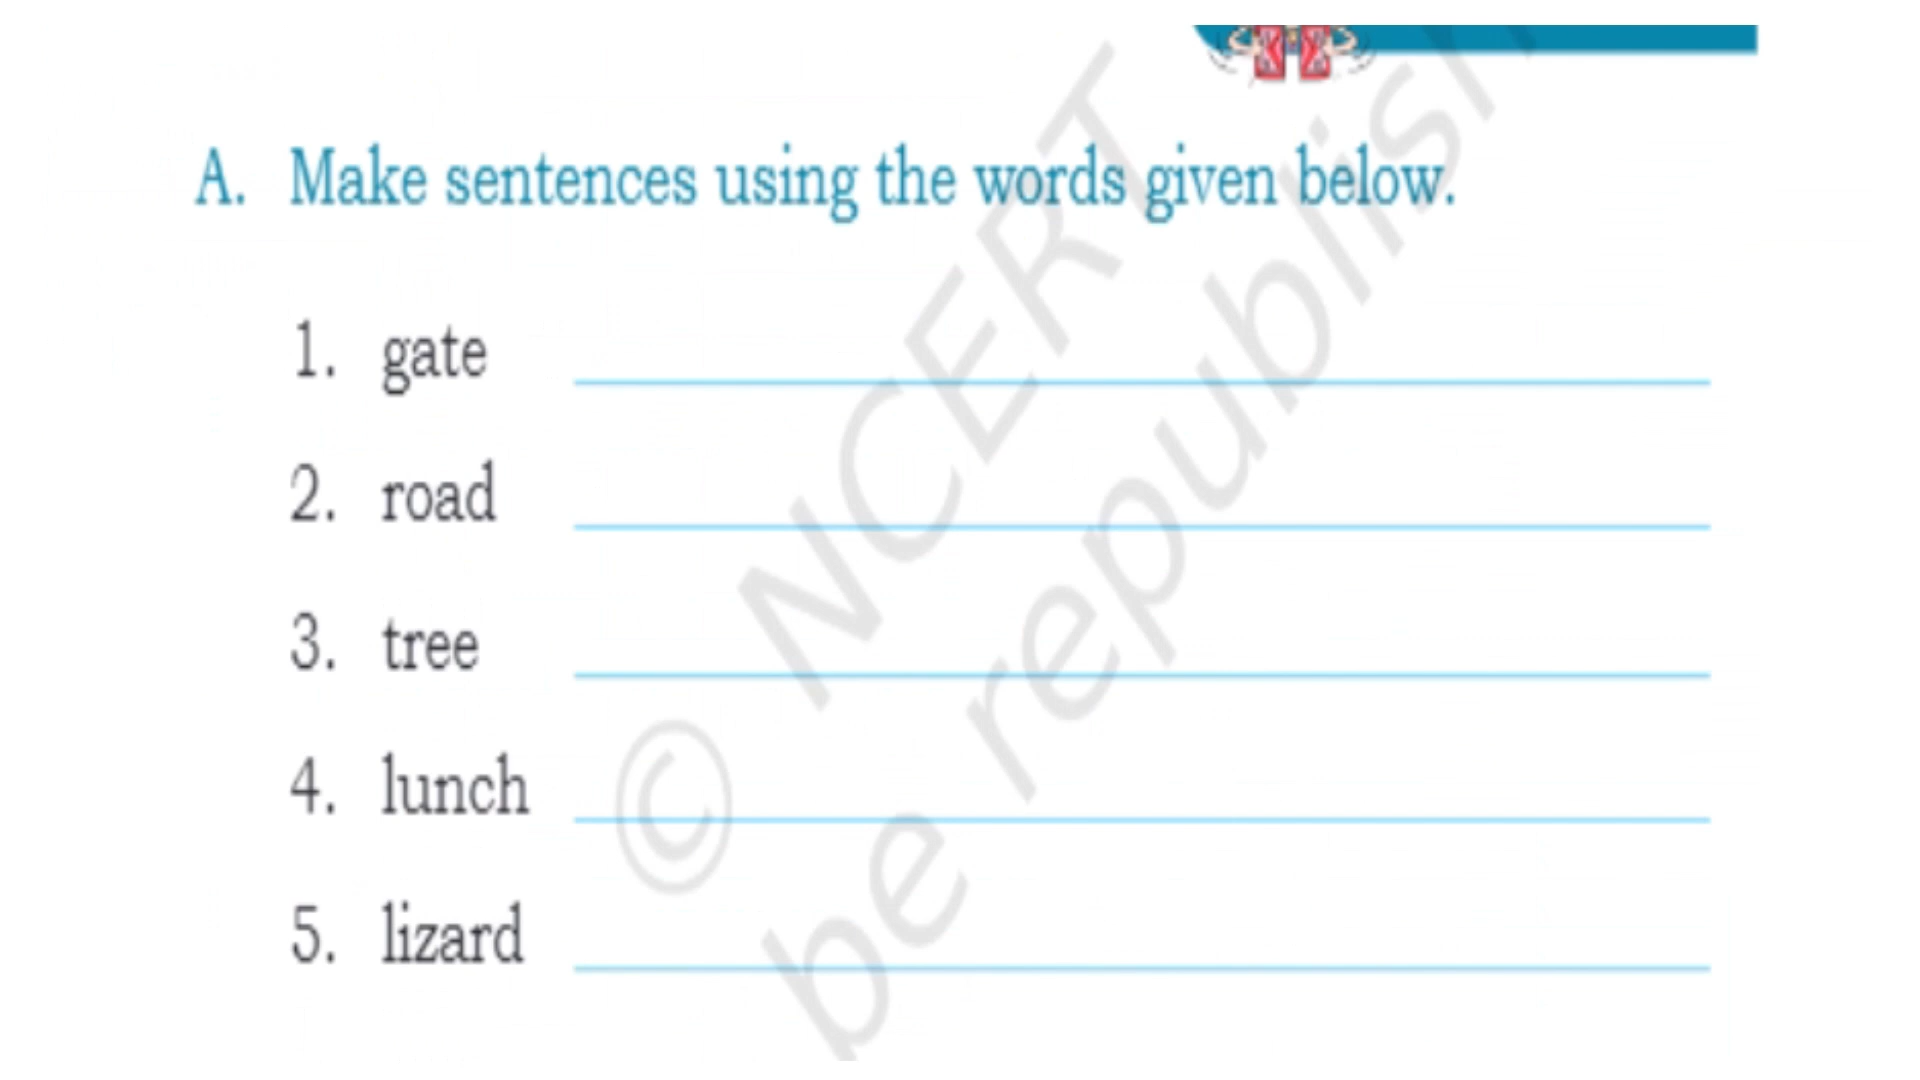 A. Make sentences using the words given below.
1. gate
2. road
3. tree
4. lunch
5. lizard
© NCERT
be republish